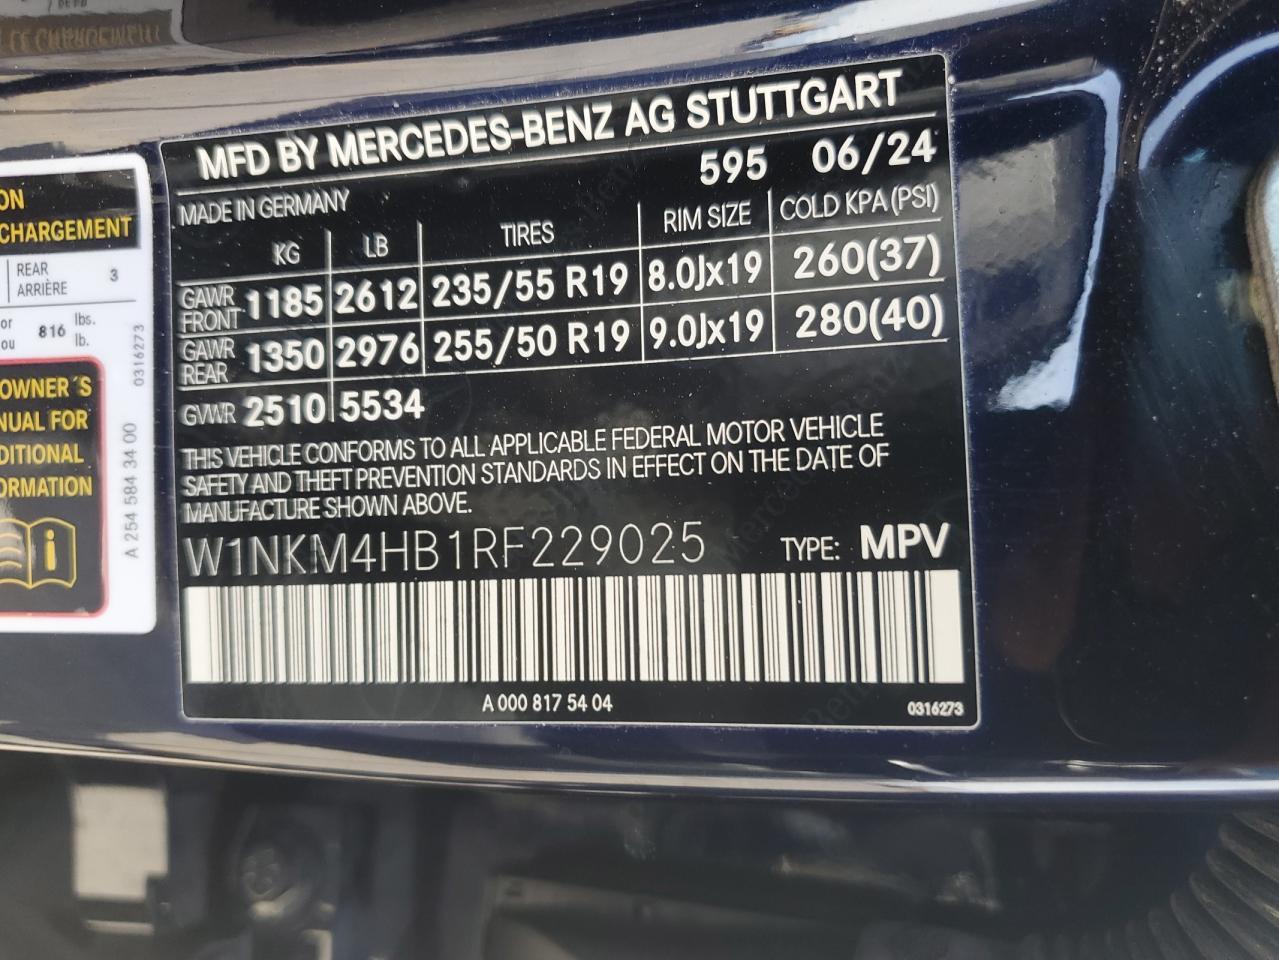 MFD BY MERCEDES-BENZ AG STUTTGART
595 06/24
MADE IN GERMANY
KG LB TIRES RIM SIZE COLD KPA (PSI)
GAWR FRONT 1185 2612 235/55 R19 8.0Jx19 260(37)
GAWR REAR 1350 2976 255/50 R19 9.0Jx19 280(40)
GVWR 2510 5534
THIS VEHICLE CONFORMS TO ALL APPLICABLE FEDERAL MOTOR VEHICLE
SAFETY AND THEFT PREVENTION STANDARDS IN EFFECT ON THE DATE OF
MANUFACTURE SHOWN ABOVE.
W1NKM4HB1RF229025 TYPE: MPV
A 000 817 54 04
0316273
ON
CHARGEMENT
REAR
ARRIÈRE 3
or
ou 816 lbs.
lb.
0316273
OWNER´S
NUAL FOR
DITIONAL
ORMATION
A 254 584 34 00